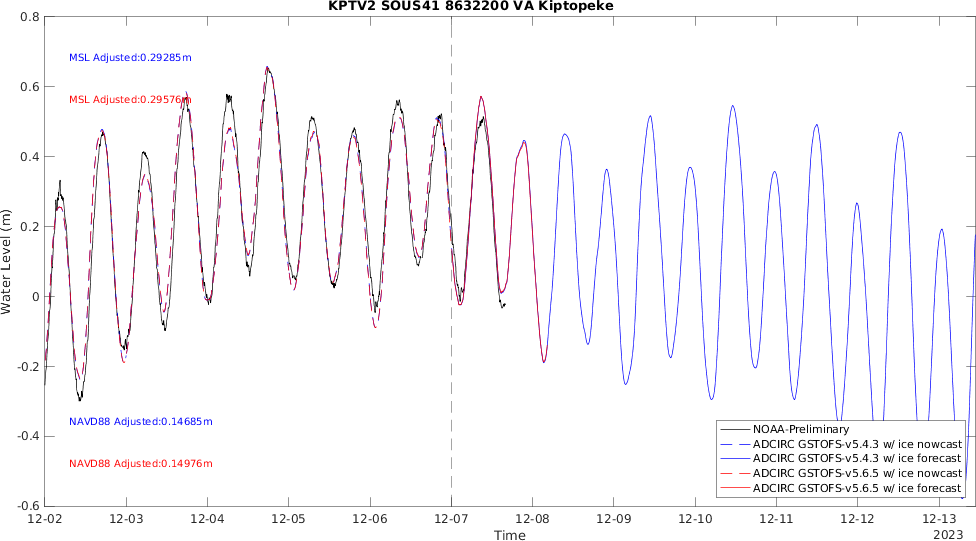 KPTV2 SOUS41 8632200 VA Kiptopeke
0.8
0.6
0.4
0.2
0
-0.2
-0.4
-0.6
Water Level (m)
MSL Adjusted:0.29285m
MSL Adjusted:0.29576m
NAVD88 Adjusted:0.14685m
NAVD88 Adjusted:0.14976m
NOAA-Preliminary
ADCIRC GSTOFS-v5.4.3 w/ ice nowcast
ADCIRC GSTOFS-v5.4.3 w/ ice forecast
ADCIRC GSTOFS-v5.6.5 w/ ice nowcast
ADCIRC GSTOFS-v5.6.5 w/ ice forecast
12-02 12-03 12-04 12-05 12-06 12-07 12-08 12-09 12-10 12-11 12-12 12-13
Time
2023